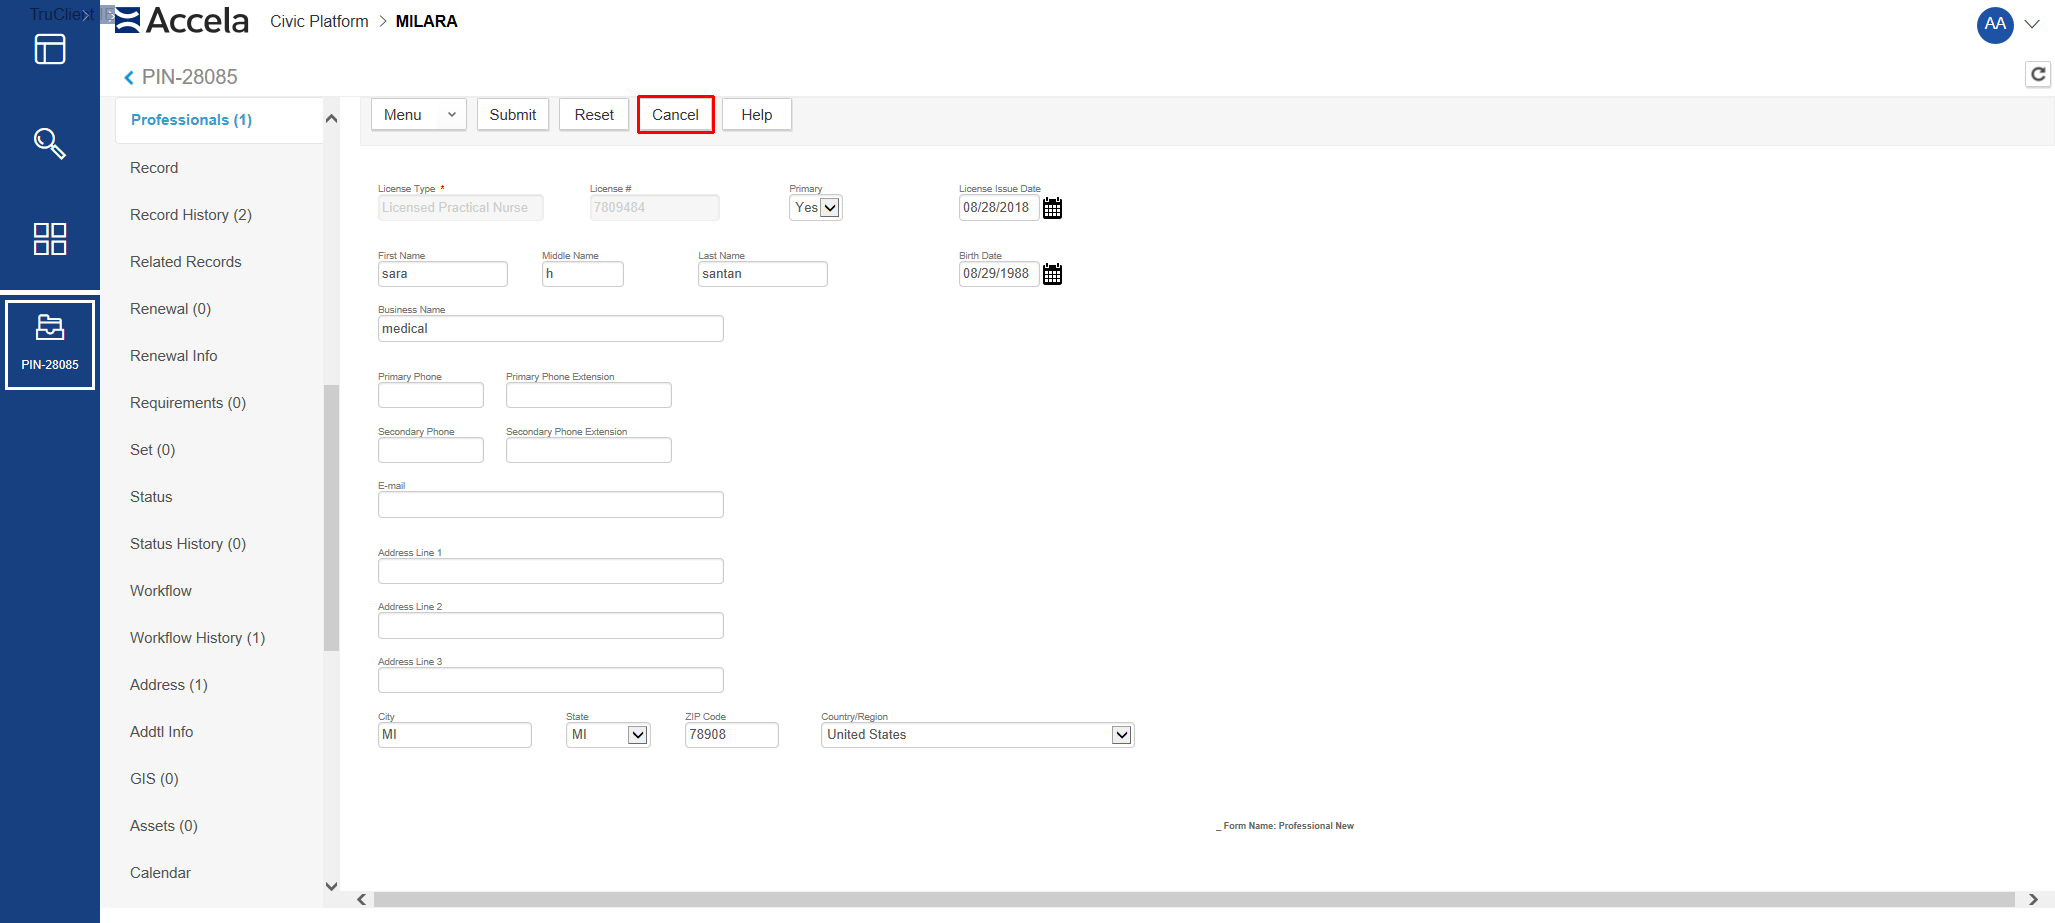 TruClient
Accela
Civic Platform > MILARA
AA
PIN-28085
PIN-28085
Professionals (1)
Record
Record History (2)
Related Records
Renewal (0)
Renewal Info
Requirements (0)
Set (0)
Status
Status History (0)
Workflow
Workflow History (1)
Address (1)
Addtl Info
GIS (0)
Assets (0)
Calendar
Menu Submit Reset Cancel Help
License Type * License # Primary License Issue Date
Licensed Practical Nurse 7809484 Yes 08/28/2018
First Name Middle Name Last Name Birth Date
sara h santan 08/29/1988
Business Name
medical
Primary Phone Primary Phone Extension
Secondary Phone Secondary Phone Extension
E-mail
Address Line 1
Address Line 2
Address Line 3
City State ZIP Code Country/Region
MI MI 78908 United States
_ Form Name: Professional New